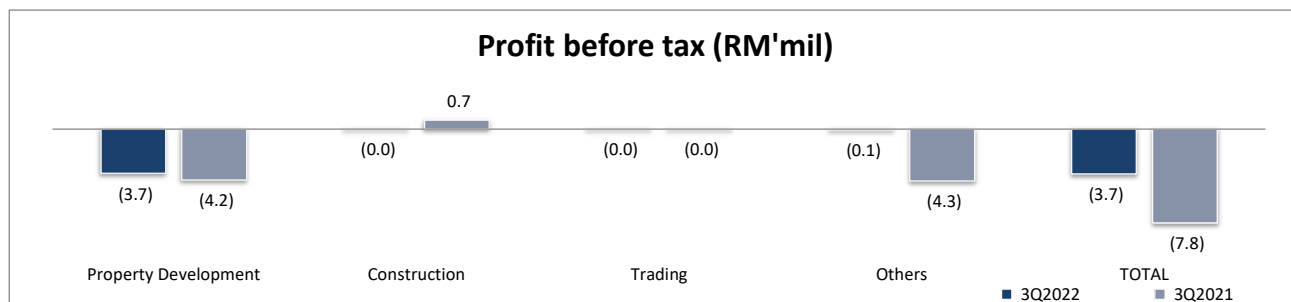 Profit before tax (RM'mil)
0.7
(0.0) (0.0) (0.0) (0.1)
(3.7) (4.2) (4.3) (3.7)
(7.8)
Property Development Construction Trading Others TOTAL
3Q2022 3Q2021